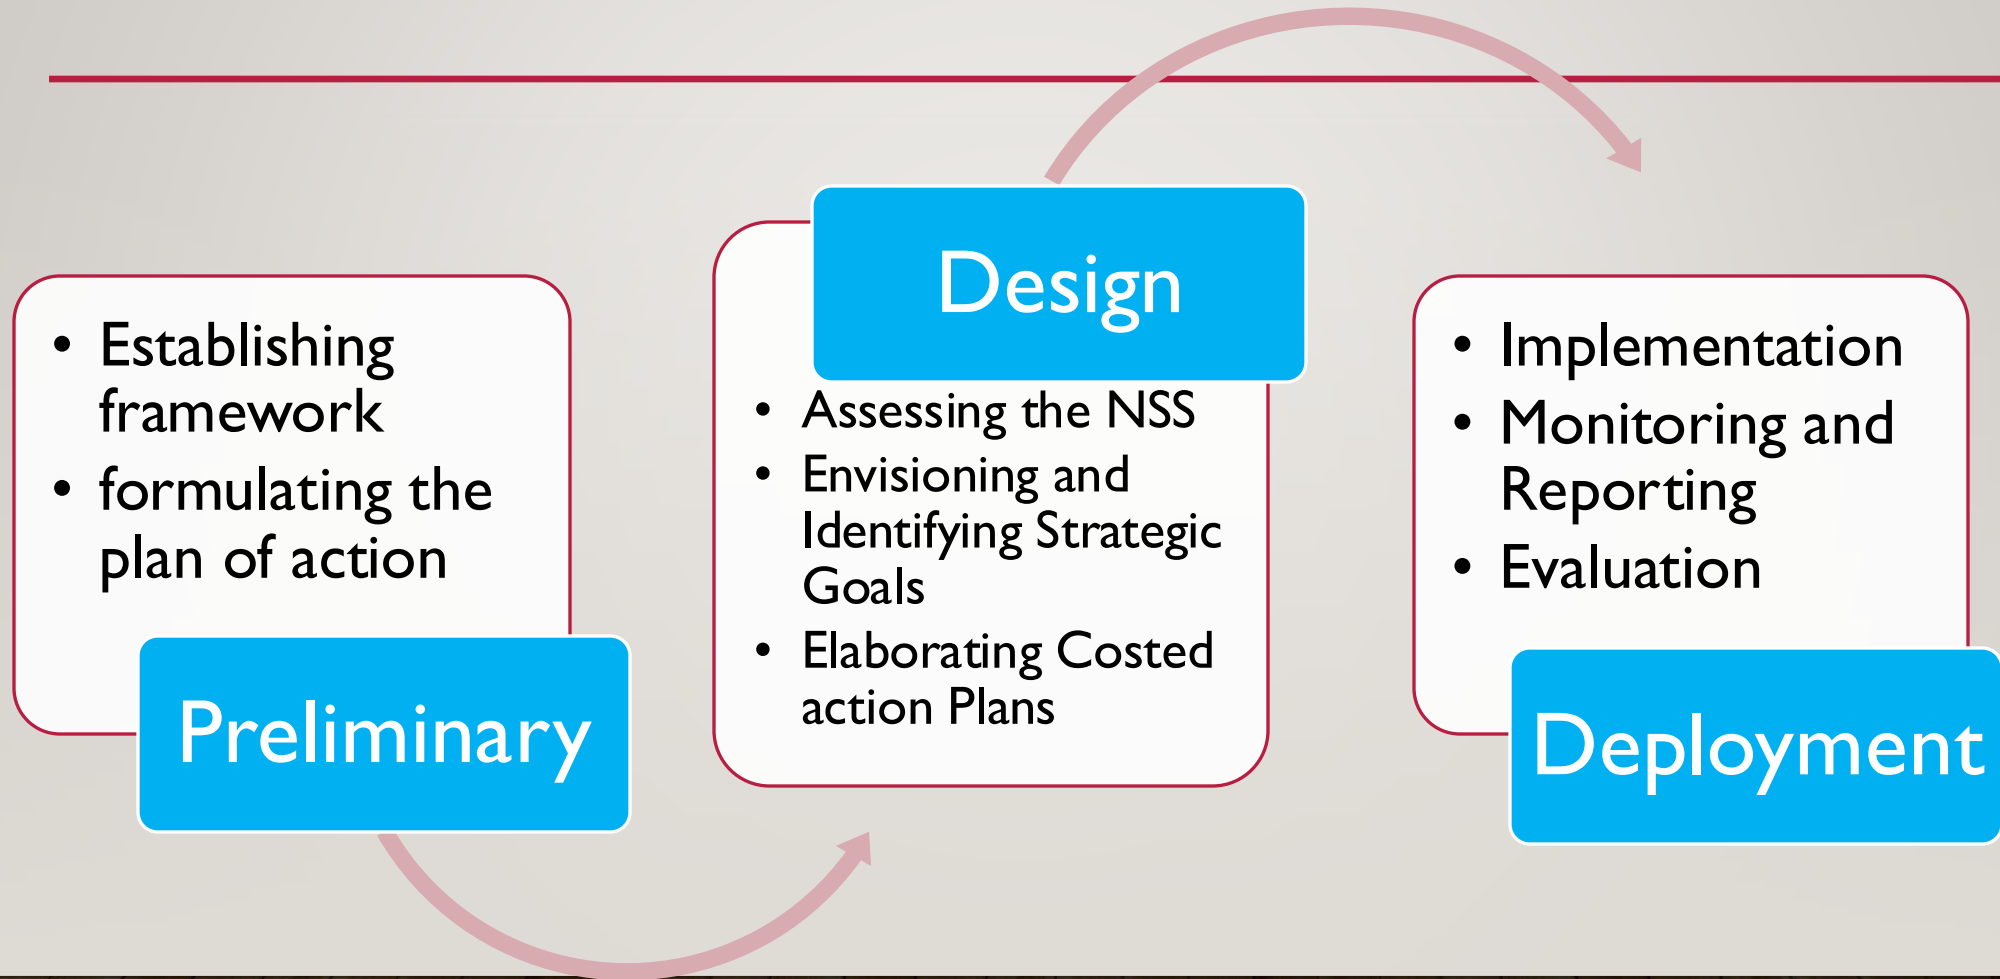 • Establishing
framework
• formulating the
plan of action
Preliminary
Design
• Assessing the NSS
• Envisioning and
Identifying Strategic
Goals
• Elaborating Costed
action Plans
• Implementation
• Monitoring and
Reporting
• Evaluation
Deployment